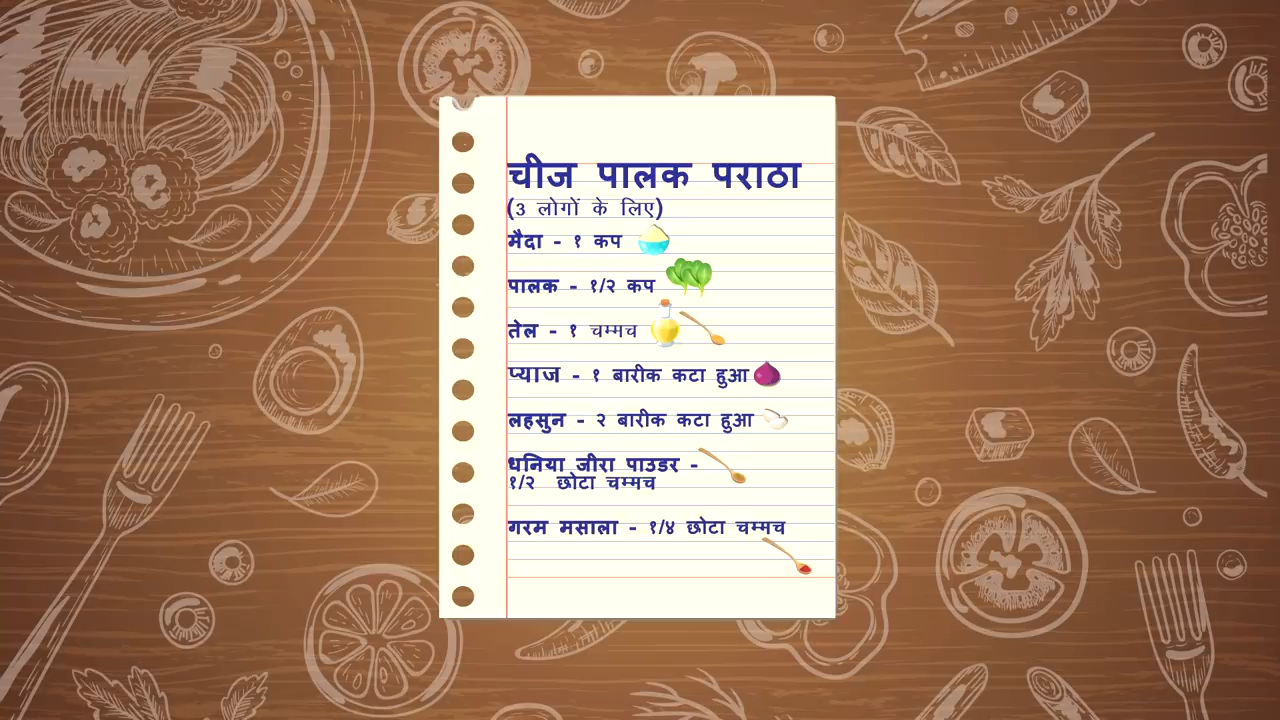 चीज पालक पराठा
(3 लोगों के लिए)
मैदा - १ कप
पालक - १/२ कप
तेल - १ चम्मच
प्याज - १ बारीक कटा हुआ
लहसुन - २ बारीक कटा हुआ
धनिया जीरा पाउडर -
१/२ छोटा चम्मच
गरम मसाला - १/४ छोटा चम्मच